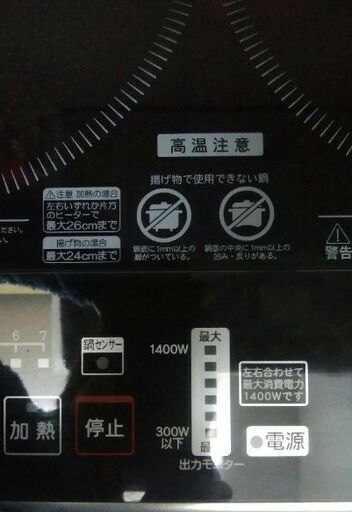 高温注意
⚠注意 加熱の場合
左右いずれか片方
のヒーターで
最大26cmまで
揚げ物の場合
最大24cmまで
揚げ物で使用できない鍋
鍋底に1mm以上の
脚がついている。
鍋底の中央に1mm以上の
凹み・反りがある。
ださい。
い。
警告
6 7
強
鍋センサー
加熱
停止
最大
1400W
300W
以下
出力モニター
左右合わせて
最大消費電力
1400Wです
電源